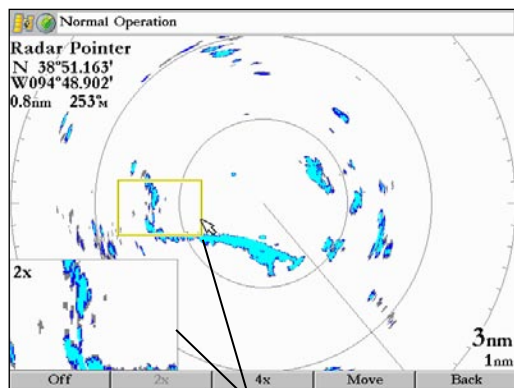 Normal Operation
Radar Pointer
N 38°51.163'
W094°48.902'
0.8nm 253°M
2x
3nm
1nm
Off 2x 4x Move Back